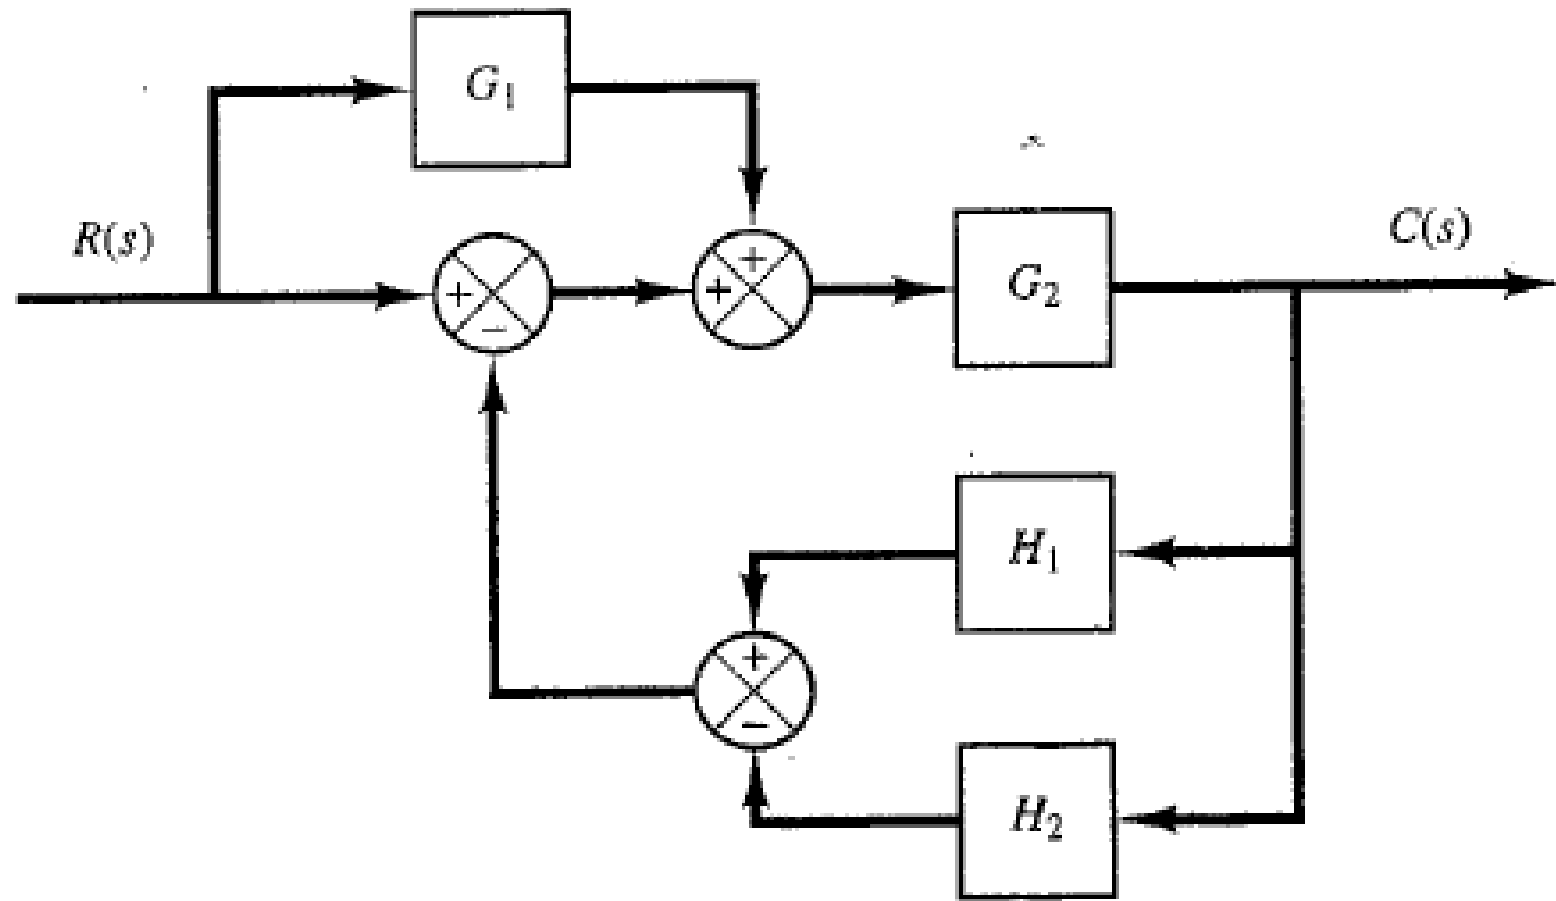 G₁
R(s)
C(s)
+
−
+
+
G₂
H₁
+
−
H₂